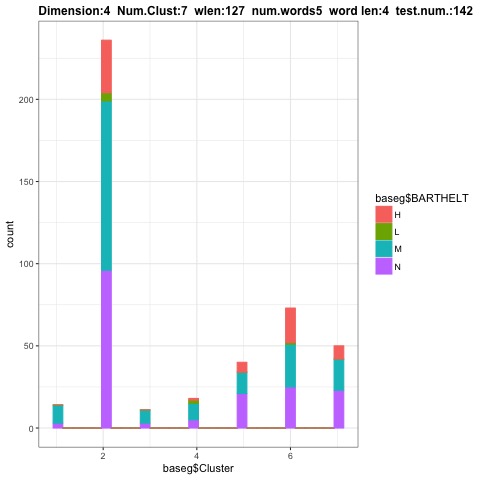 Dimension:4 Num.Clust:7 wlen:127 num.words5 word len:4 test.num.:142
count
200
150
100
50
0
2 4 6
baseg$Cluster
baseg$BARTHELT
H
L
M
N